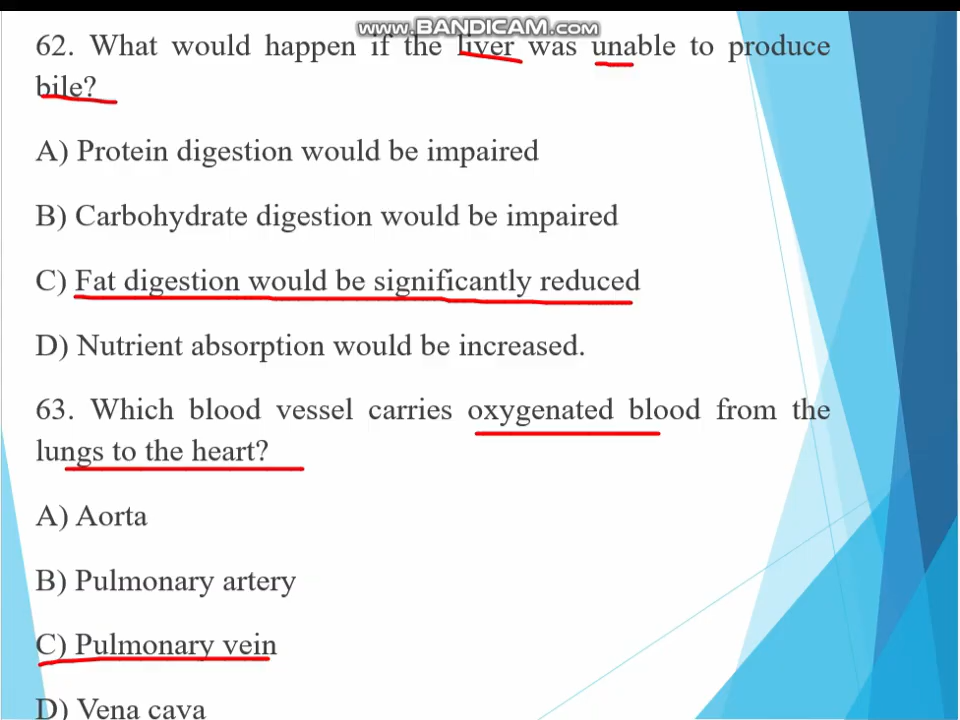 www.BANDICAM.com
62. What would happen if the liver was unable to produce
bile?
A) Protein digestion would be impaired
B) Carbohydrate digestion would be impaired
C) Fat digestion would be significantly reduced
D) Nutrient absorption would be increased.
63. Which blood vessel carries oxygenated blood from the
lungs to the heart?
A) Aorta
B) Pulmonary artery
C) Pulmonary vein
D) Vena cava